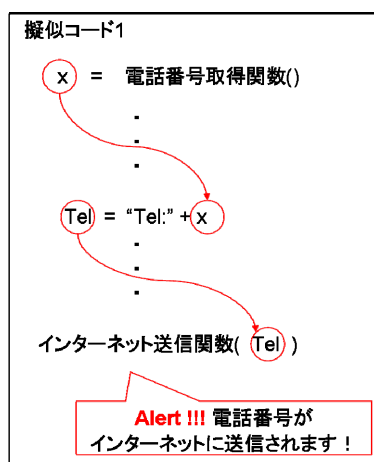 擬似コード1
x = 電話番号取得関数()
.
.
.
Tel = “Tel:” + x
.
.
.
インターネット送信関数( Tel )
Alert !!! 電話番号が
インターネットに送信されます！